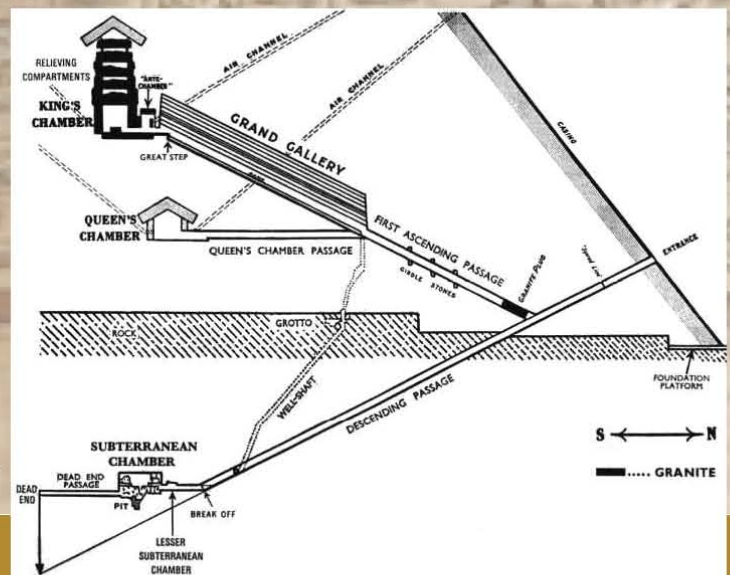 RELIEVING
COMPARTMENTS
"ANTE-
CHAMBER"
KING'S
CHAMBER
AIR CHANNEL
AIR CHANNEL
GRAND GALLERY
CASING
GREAT STEP
QUEEN'S
CHAMBER
QUEEN'S CHAMBER PASSAGE
FIRST ASCENDING PASSAGE
GIRDLE STONES
GRANITE PLUG
ENTRANCE
ROCK
GROTTO
WELL-SHAFT
DESCENDING PASSAGE
FOUNDATION
PLATFORM
S N
GRANITE
SUBTERRANEAN
CHAMBER
DEAD END
PASSAGE
DEAD
END
PIT
BREAK OFF
LESSER
SUBTERRANEAN
CHAMBER